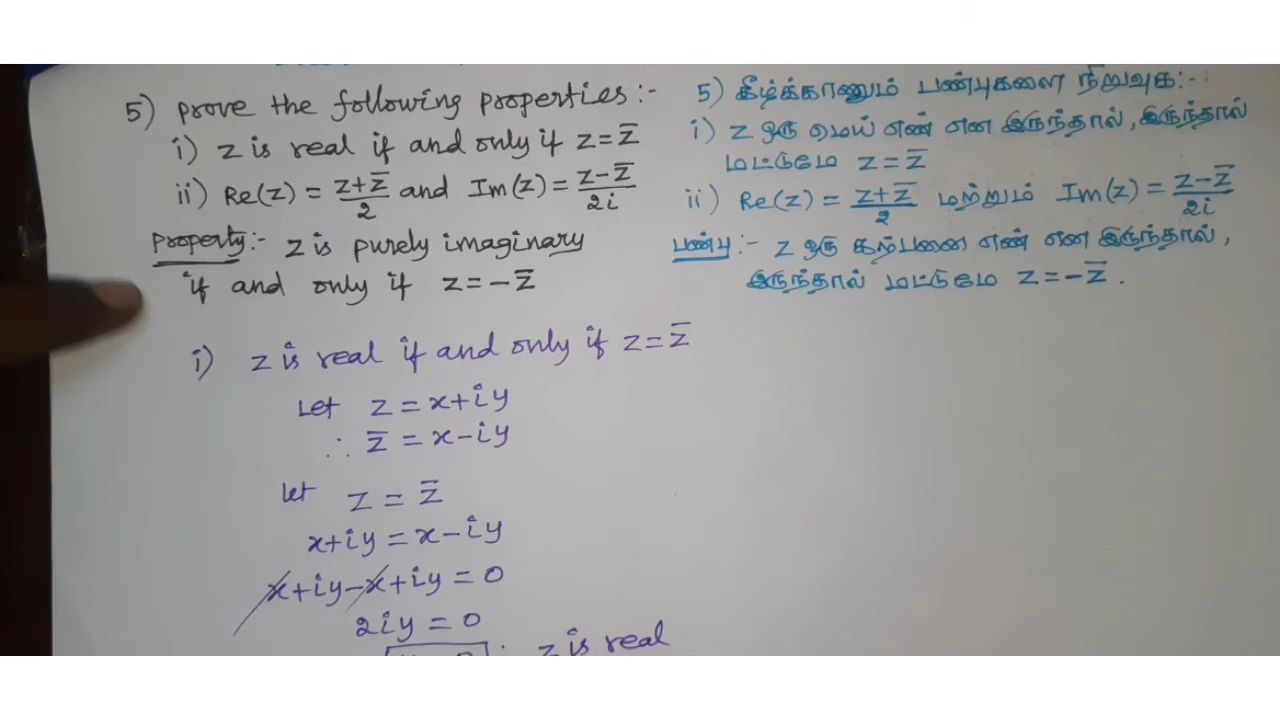 5) prove the following properties :-
i) z is real if and only if z = z̅
ii) Re(z) = (z+z̅)/2 and Im(z) = (z-z̅)/2i
Property :- z is purely imaginary
if and only if z = -z̅
5) கீழ்க்காணும் பண்புகளை நிறுவுக :-
i) z ஒரு மெய் எண் என இருந்தால், இருந்தால்
மட்டுமே z = z̅
ii) Re(z) = (z+z̅)/2 மற்றும் Im(z) = (z-z̅)/2i
பண்பு :- z ஒரு கற்பனை எண் என இருந்தால்,
இருந்தால் மட்டுமே z = -z̅ .
i) z is real if and only if z = z̅
Let z = x+iy
∴ z̅ = x-iy
Let z = z̅
x+iy = x-iy
x+iy-x+iy = 0
2iy = 0
z is real